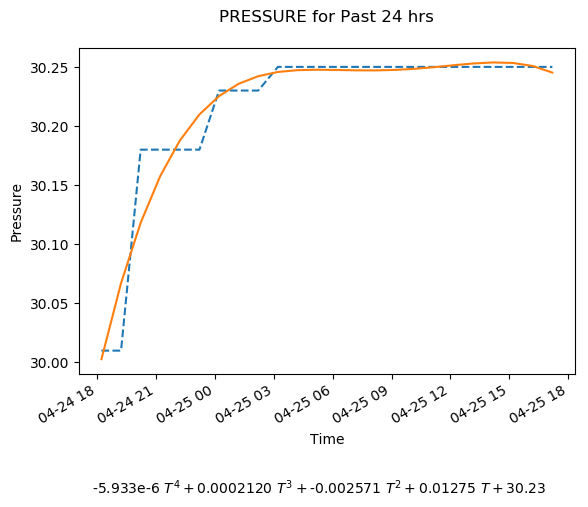 PRESSURE for Past 24 hrs
30.25
30.20
30.15
30.10
30.05
30.00
Pressure
04-24 18 04-24 21 04-25 00 04-25 03 04-25 06 04-25 09 04-25 12 04-25 15 04-25 18
Time
-5.933e-6 T⁴ + 0.0002120 T³ + -0.002571 T² + 0.01275 T + 30.23